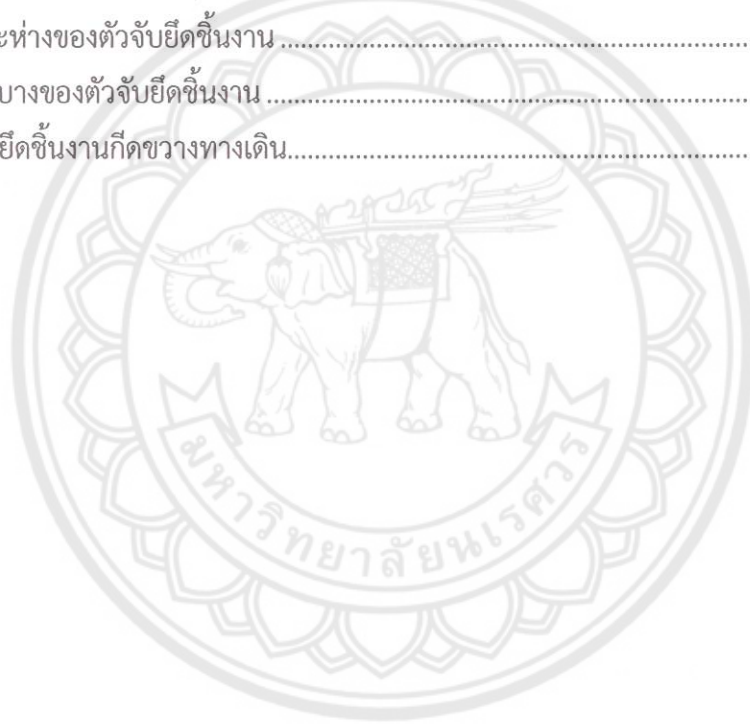 ะห่างของตัวจับยึดชิ้นงาน ........................................................................
บางของตัวจับยึดชิ้นงาน ..........................................................................
ยึดชิ้นงานกีดขวางทางเดิน......................................................................
มหาวิทยาลัยนเรศวร